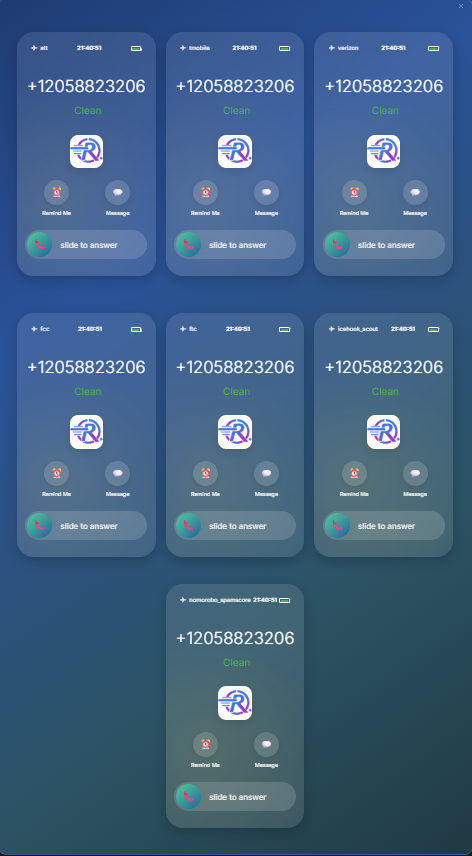 att 21:40:51
+12058823206
Clean
R
Remind Me Message
slide to answer
tmobile 21:40:51
+12058823206
Clean
R
Remind Me Message
slide to answer
verizon 21:40:51
+12058823206
Clean
R
Remind Me Message
slide to answer
fcc 21:40:51
+12058823206
Clean
R
Remind Me Message
slide to answer
ftc 21:40:51
+12058823206
Clean
R
Remind Me Message
slide to answer
icehook_scout 21:40:51
+12058823206
Clean
R
Remind Me Message
slide to answer
nomorobo_spamscore 21:40:51
+12058823206
Clean
R
Remind Me Message
slide to answer